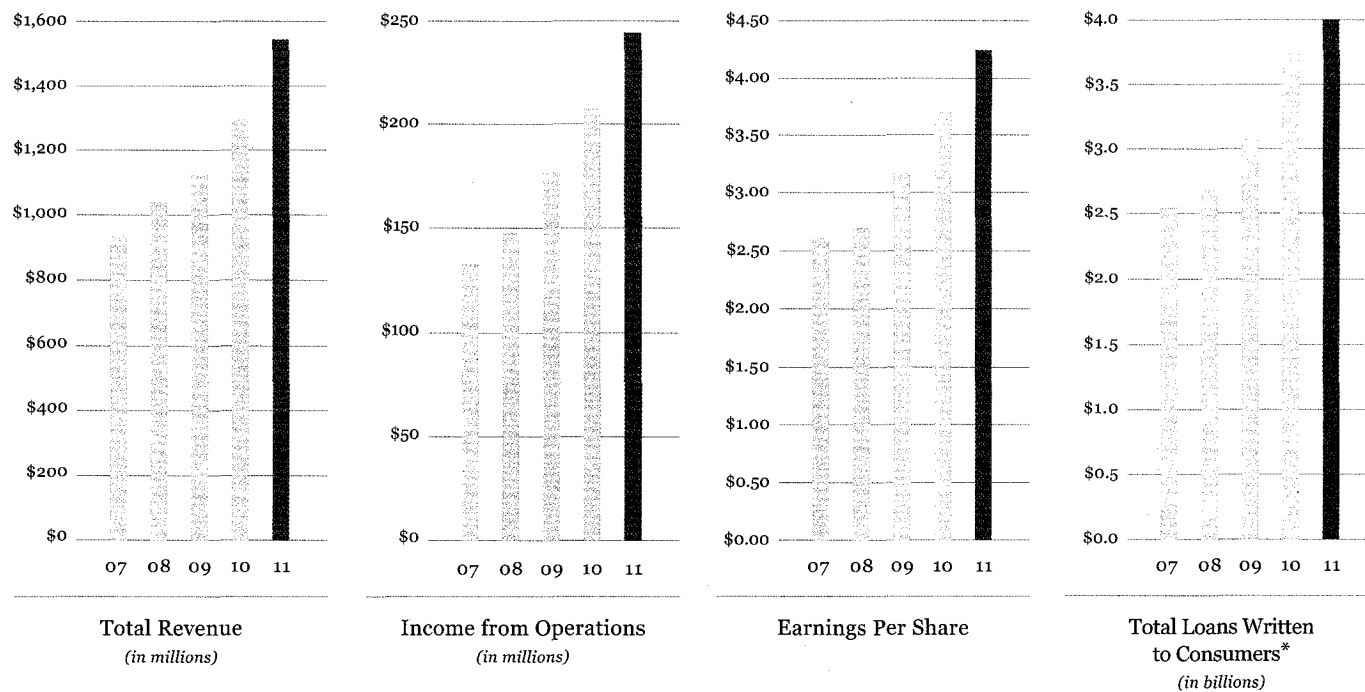 $1,600
$1,400
$1,200
$1,000
$800
$600
$400
$200
$0
07 08 09 10 11
Total Revenue
(in millions)
$250
$200
$150
$100
$50
$0
07 08 09 10 11
Income from Operations
(in millions)
$4.50
$4.00
$3.50
$3.00
$2.50
$2.00
$1.50
$1.00
$0.50
$0.00
07 08 09 10 11
Earnings Per Share
$4.0
$3.5
$3.0
$2.5
$2.0
$1.5
$1.0
$0.5
$0.0
07 08 09 10 11
Total Loans Written
to Consumers*
(in billions)